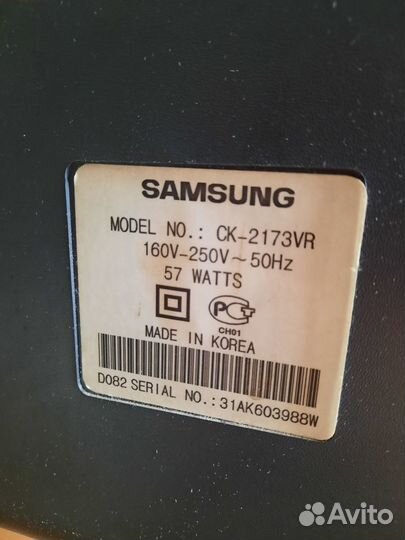 SAMSUNG
MODEL NO.: CK-2173VR
160V-250V~50Hz
57 WATTS
РСТ
CH01
MADE IN KOREA
D082 SERIAL NO.: 31AK603988W
Avito